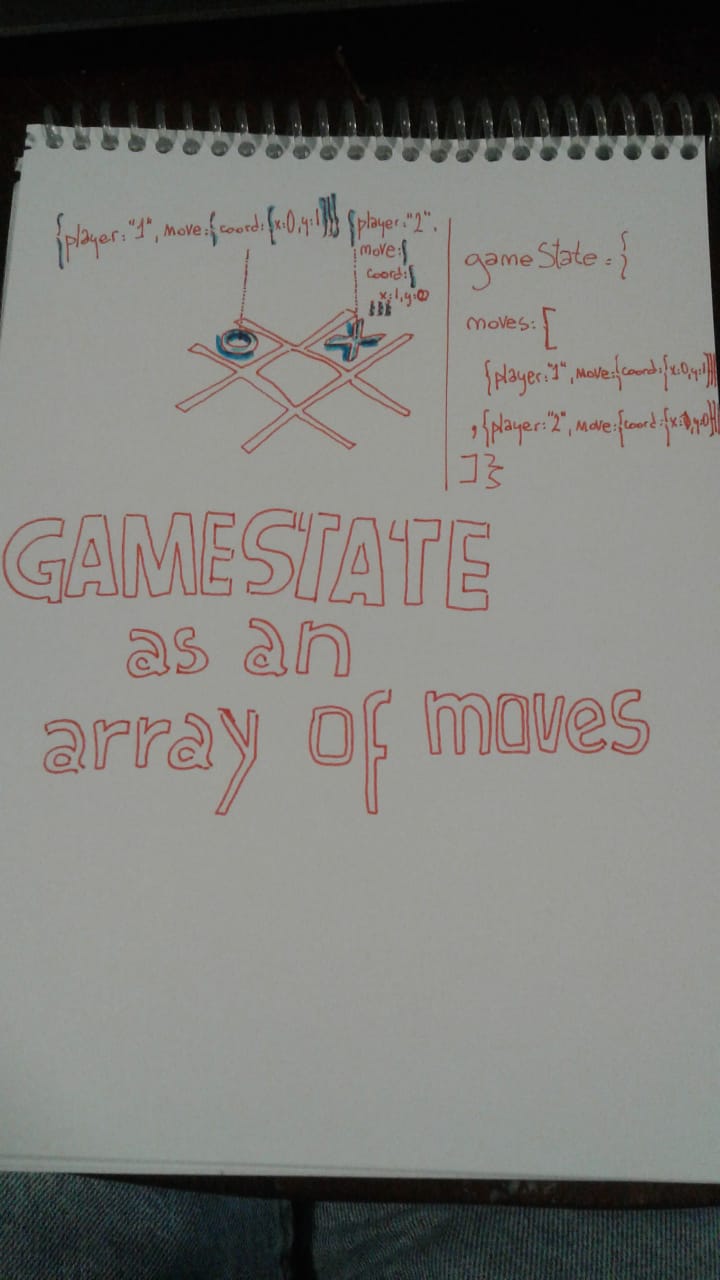 {player:"1", move:{coord:{x:0,y:1}}}
{player:"2",
move:{
coord:{
x:1,y:0
}}}
gameState:{
moves:[
{player:"1", move:{coord:{x:0,y:1}}}
,{player:"2", move:{coord:{x:1,y:0}}
]}
GAMESTATE
as an
array of moves